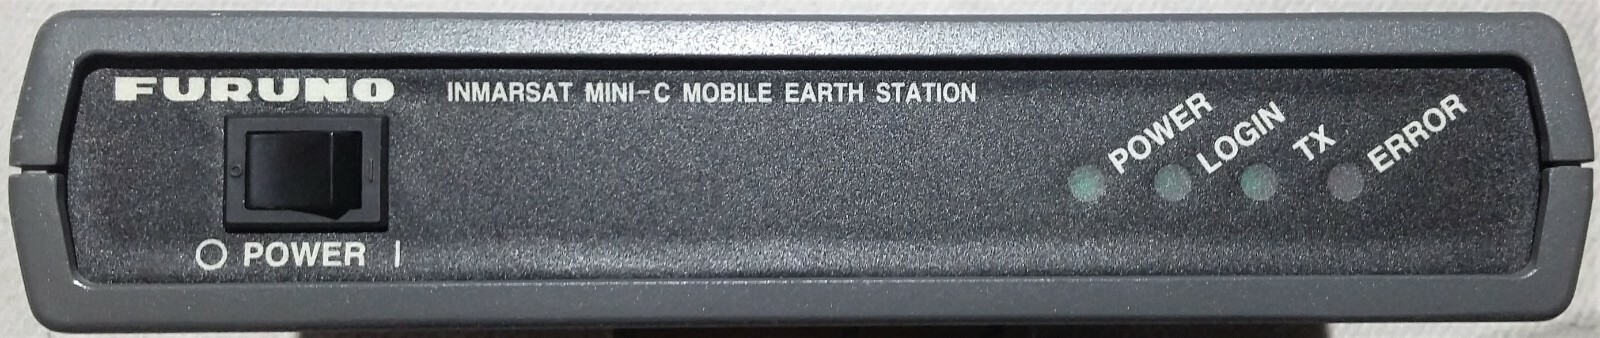 FURUNO
INMARSAT MINI-C MOBILE EARTH STATION
POWER
LOGIN
TX
ERROR
O POWER |